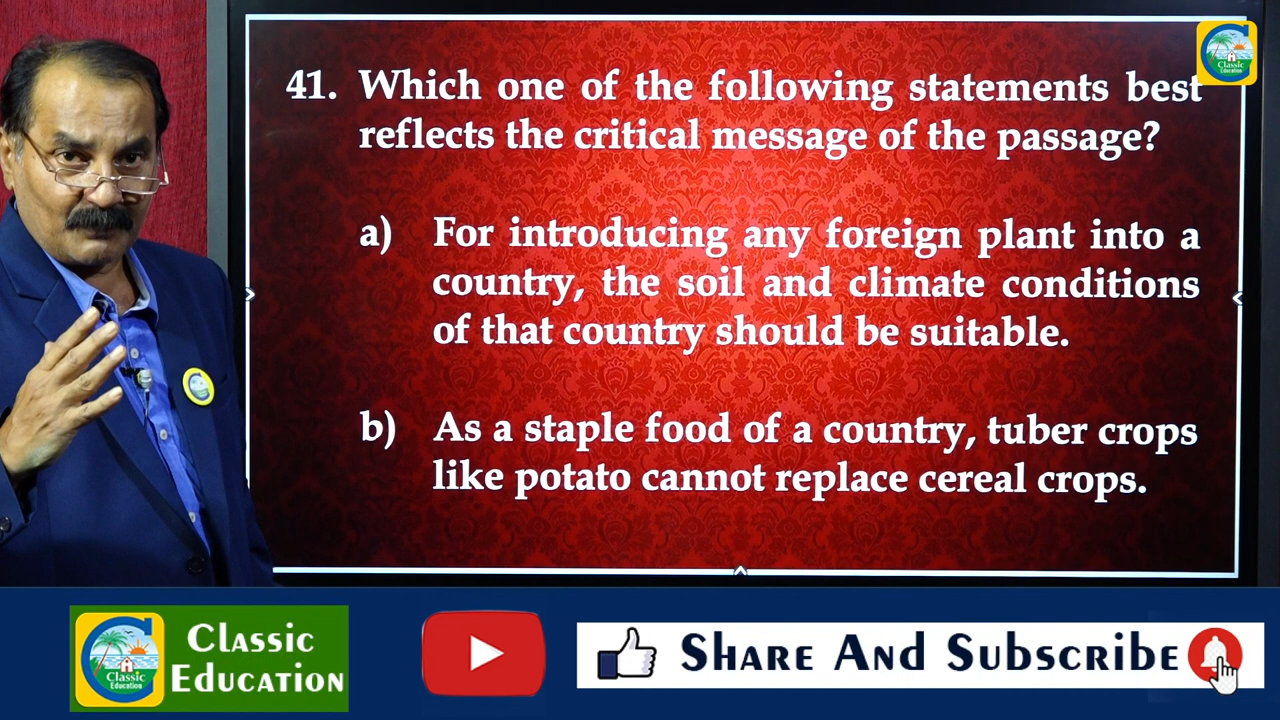 Classic
Education
41. Which one of the following statements best
reflects the critical message of the passage?
a) For introducing any foreign plant into a
country, the soil and climate conditions
of that country should be suitable.
b) As a staple food of a country, tuber crops
like potato cannot replace cereal crops.
Classic
Education
Classic
Education
Share And Subscribe